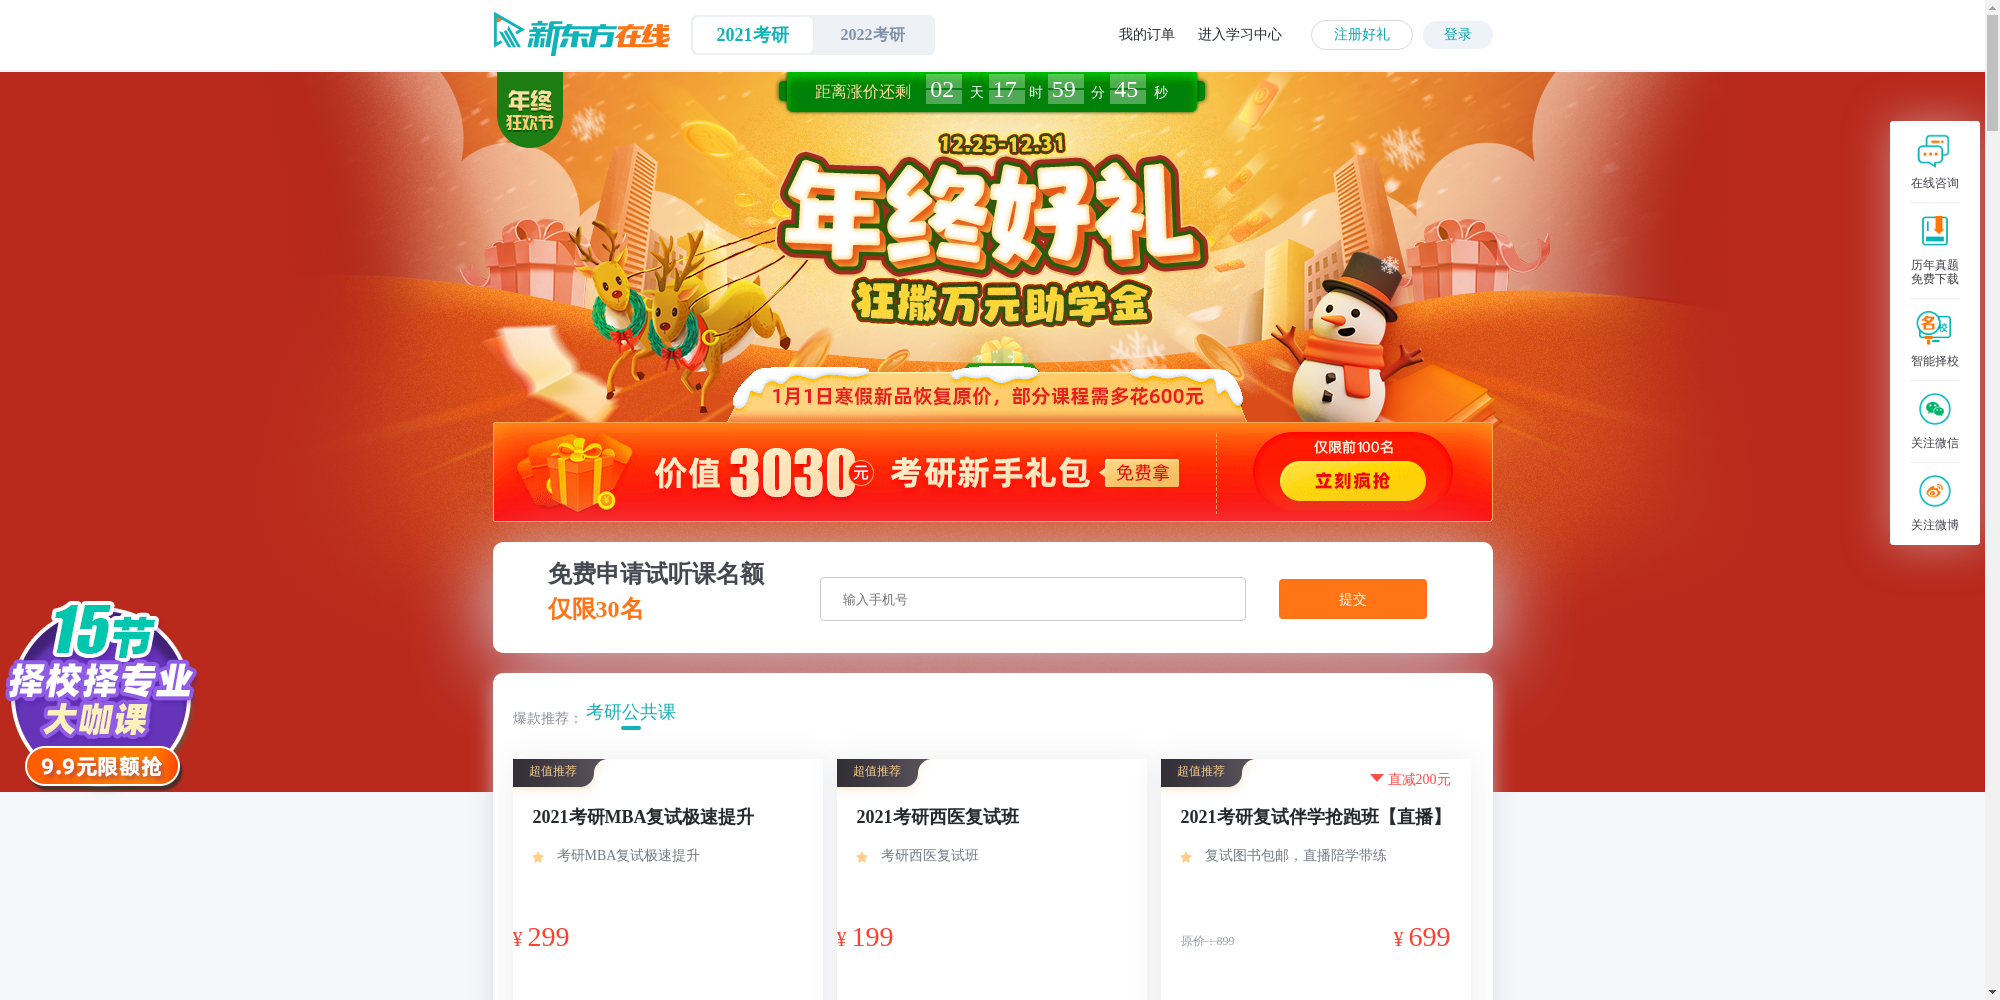 新东方在线
2021考研
2022考研
我的订单
进入学习中心
注册好礼
登录
年终
狂欢节
距离涨价还剩 02 天 17 时 59 分 45 秒
12.25-12.31
年终好礼
狂撒万元助学金
1月1日寒假新品恢复原价，部分课程需多花600元
价值3030元 考研新手礼包 免费拿
仅限前100名
立刻疯抢
免费申请试听课名额
仅限30名
输入手机号
提交
爆款推荐：
考研公共课
超值推荐
2021考研MBA复试极速提升
考研MBA复试极速提升
¥ 299
超值推荐
2021考研西医复试班
考研西医复试班
¥ 199
超值推荐
直减200元
2021考研复试伴学抢跑班【直播】
复试图书包邮，直播陪学带练
原价：899
¥ 699
15节
择校择专业
大咖课
9.9元限额抢
在线咨询
历年真题
免费下载
名
校
智能择校
关注微信
关注微博